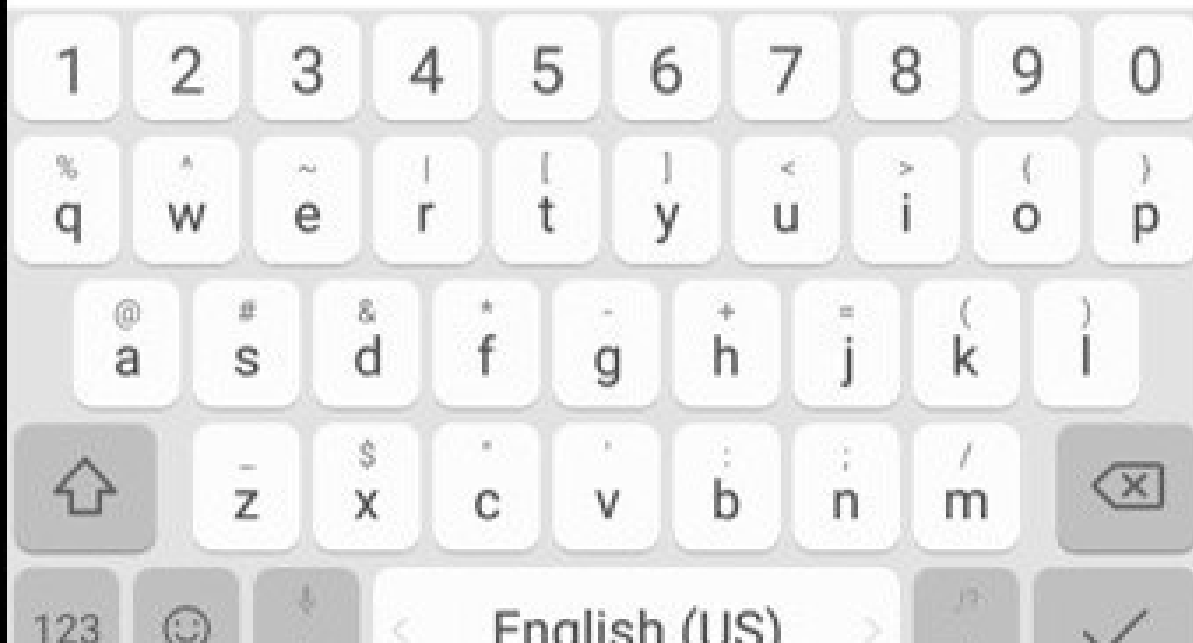 1 2 3 4 5 6 7 8 9 0
% ^ ~ | [ ] < > { }
q w e r t y u i o p
@ # & * - + = ( )
a s d f g h j k l
_ $ " ' : ; /
z x c v b n m
123 English (US)